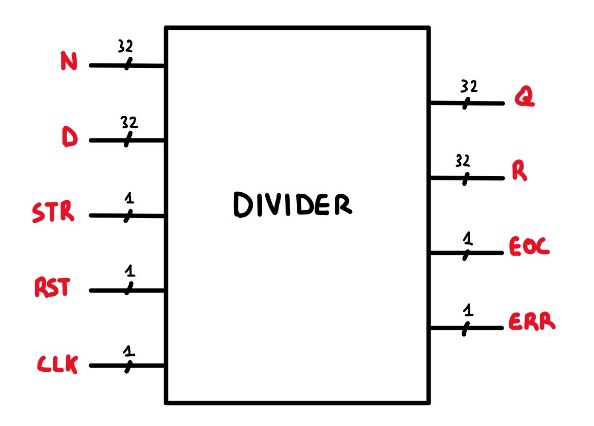 N 32
D 32
STR 1
RST 1
CLK 1
DIVIDER
32 Q
32 R
1 EOC
1 ERR